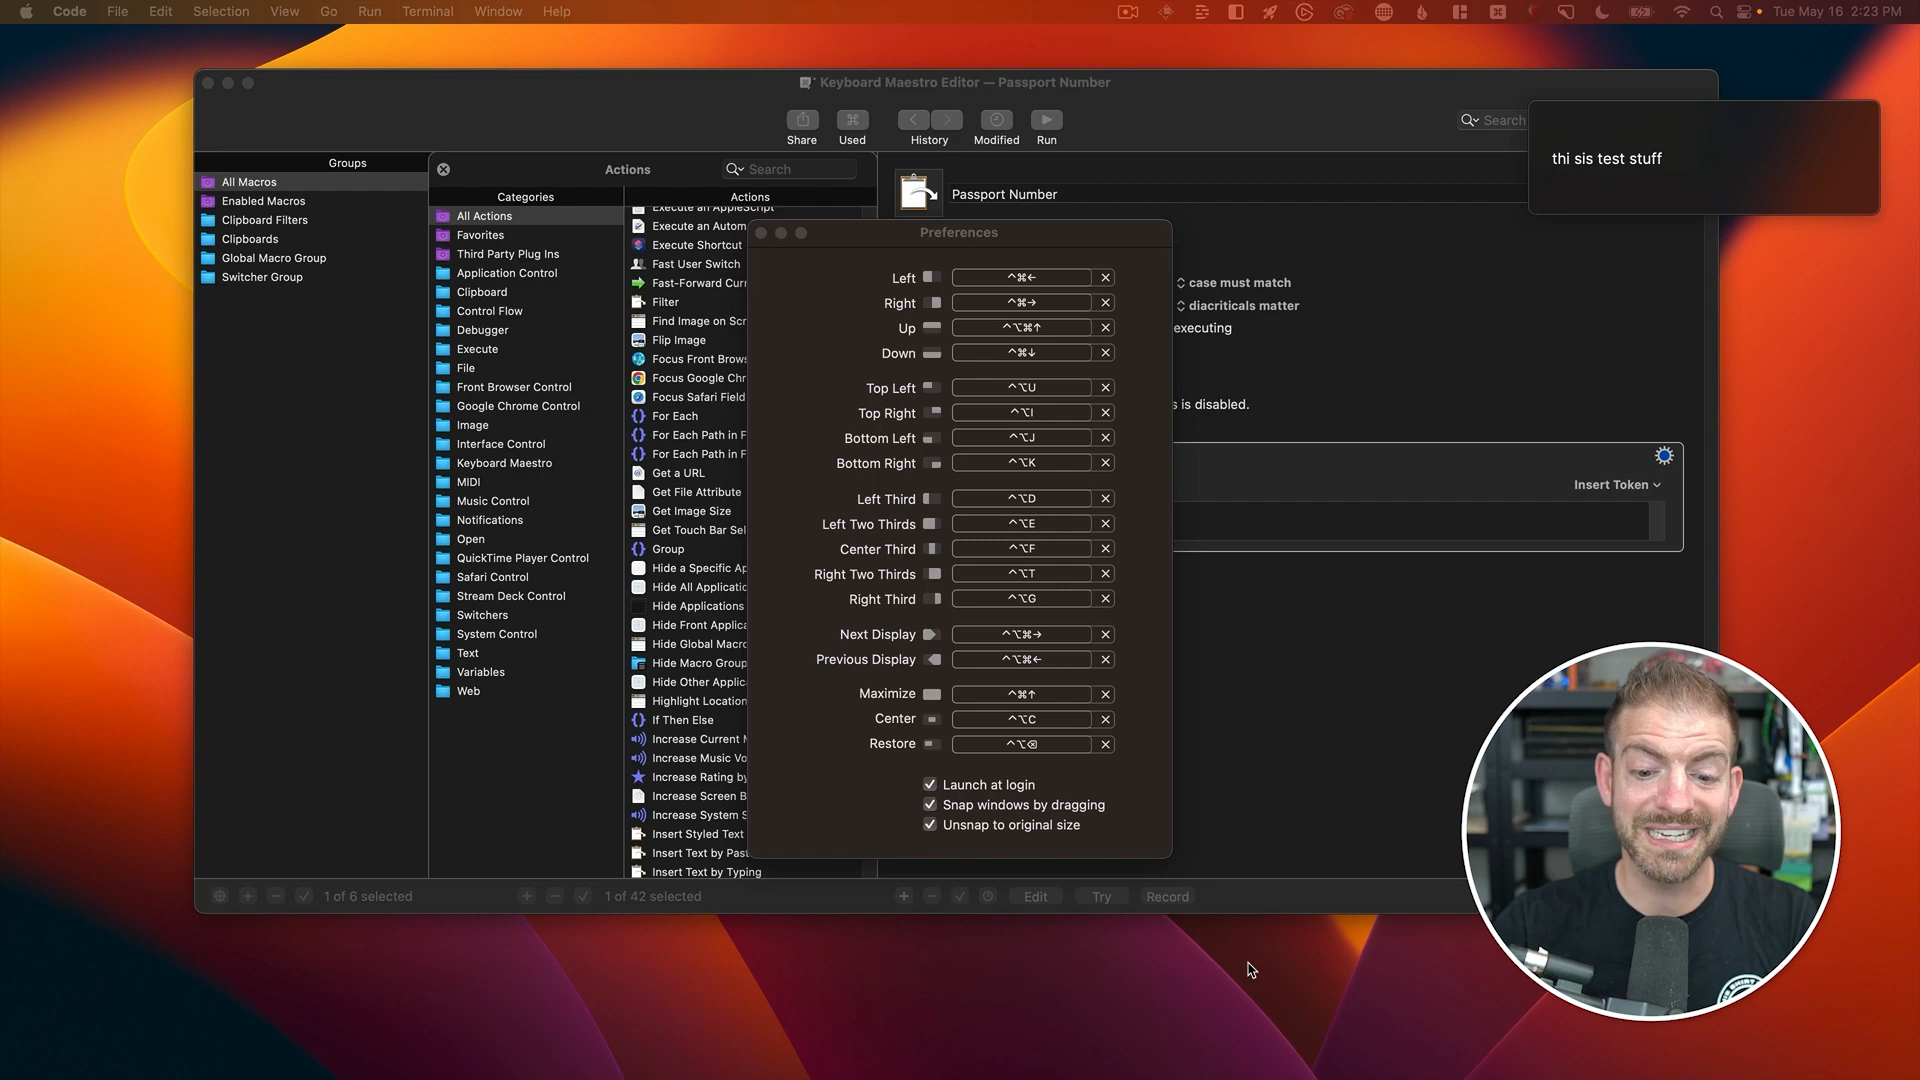 Code File Edit Selection View Go Run Terminal Window Help
Tue May 16 2:23 PM
Keyboard Maestro Editor — Passport Number
Share
Used
History
Modified
Run
Search
thi sis test stuff
Groups
All Macros
Enabled Macros
Clipboard Filters
Clipboards
Global Macro Group
Switcher Group
Actions
Search
Categories
All Actions
Favorites
Third Party Plug Ins
Application Control
Clipboard
Control Flow
Debugger
Execute
File
Front Browser Control
Google Chrome Control
Image
Interface Control
Keyboard Maestro
MIDI
Music Control
Notifications
Open
QuickTime Player Control
Safari Control
Stream Deck Control
Switchers
System Control
Text
Variables
Web
Actions
Execute an AppleScript
Execute an Autom
Execute Shortcut
Fast User Switch
Fast-Forward Curr
Filter
Find Image on Scr
Flip Image
Focus Front Brows
Focus Google Chr
Focus Safari Field
For Each
For Each Path in F
For Each Path in F
Get a URL
Get File Attribute
Get Image Size
Get Touch Bar Sel
Group
Hide a Specific Ap
Hide All Applicatic
Hide Applications
Hide Front Applica
Hide Global Macro
Hide Macro Group
Hide Other Applic
Highlight Location
If Then Else
Increase Current M
Increase Music Vo
Increase Rating by
Increase Screen B
Increase System S
Insert Styled Text
Insert Text by Past
Insert Text by Typing
Passport Number
case must match
diacriticals matter
executing
s is disabled.
Insert Token
Preferences
Left ^⌘←
Right ^⌘→
Up ^⌥⌘↑
Down ^⌘↓
Top Left ^⌥U
Top Right ^⌥I
Bottom Left ^⌥J
Bottom Right ^⌥K
Left Third ^⌥D
Left Two Thirds ^⌥E
Center Third ^⌥F
Right Two Thirds ^⌥T
Right Third ^⌥G
Next Display ^⌥⌘→
Previous Display ^⌥⌘←
Maximize ^⌘↑
Center ^⌥C
Restore ^⌥⌫
Launch at login
Snap windows by dragging
Unsnap to original size
1 of 6 selected
1 of 42 selected
Edit
Try
Record